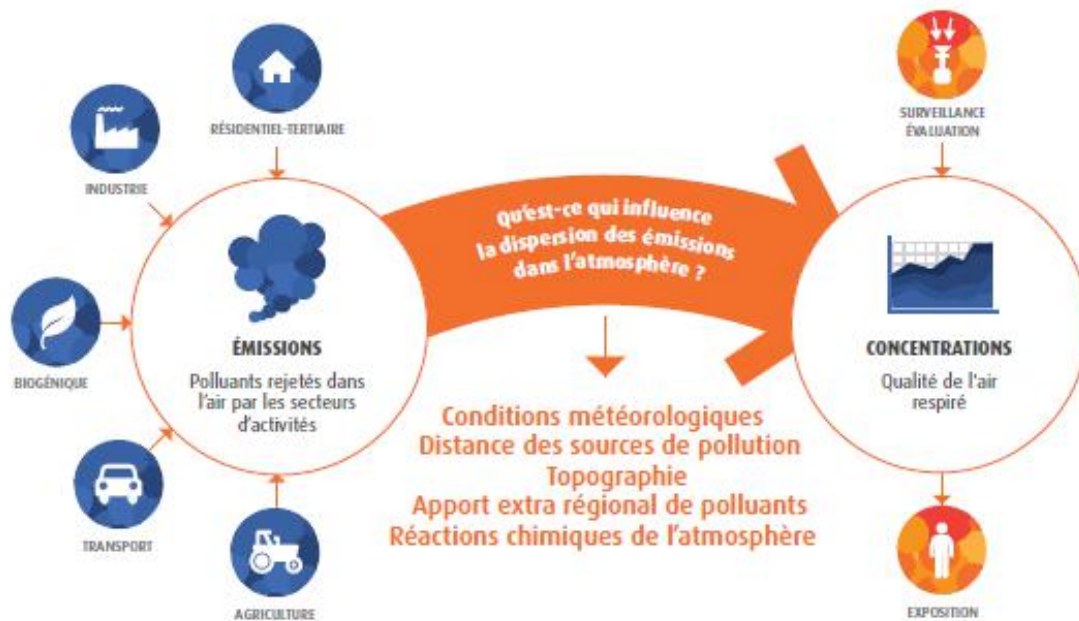 RÉSIDENTIEL-TERTIAIRE
INDUSTRIE
BIOGÉNIQUE
TRANSPORT
AGRICULTURE
ÉMISSIONS
Polluants rejetés dans
l'air par les secteurs
d'activités
Qu'est-ce qui influence
la dispersion des émissions
dans l'atmosphère ?
Conditions météorologiques
Distance des sources de pollution
Topographie
Apport extra régional de polluants
Réactions chimiques de l'atmosphère
SURVEILLANCE
ÉVALUATION
CONCENTRATIONS
Qualité de l'air
respiré
EXPOSITION